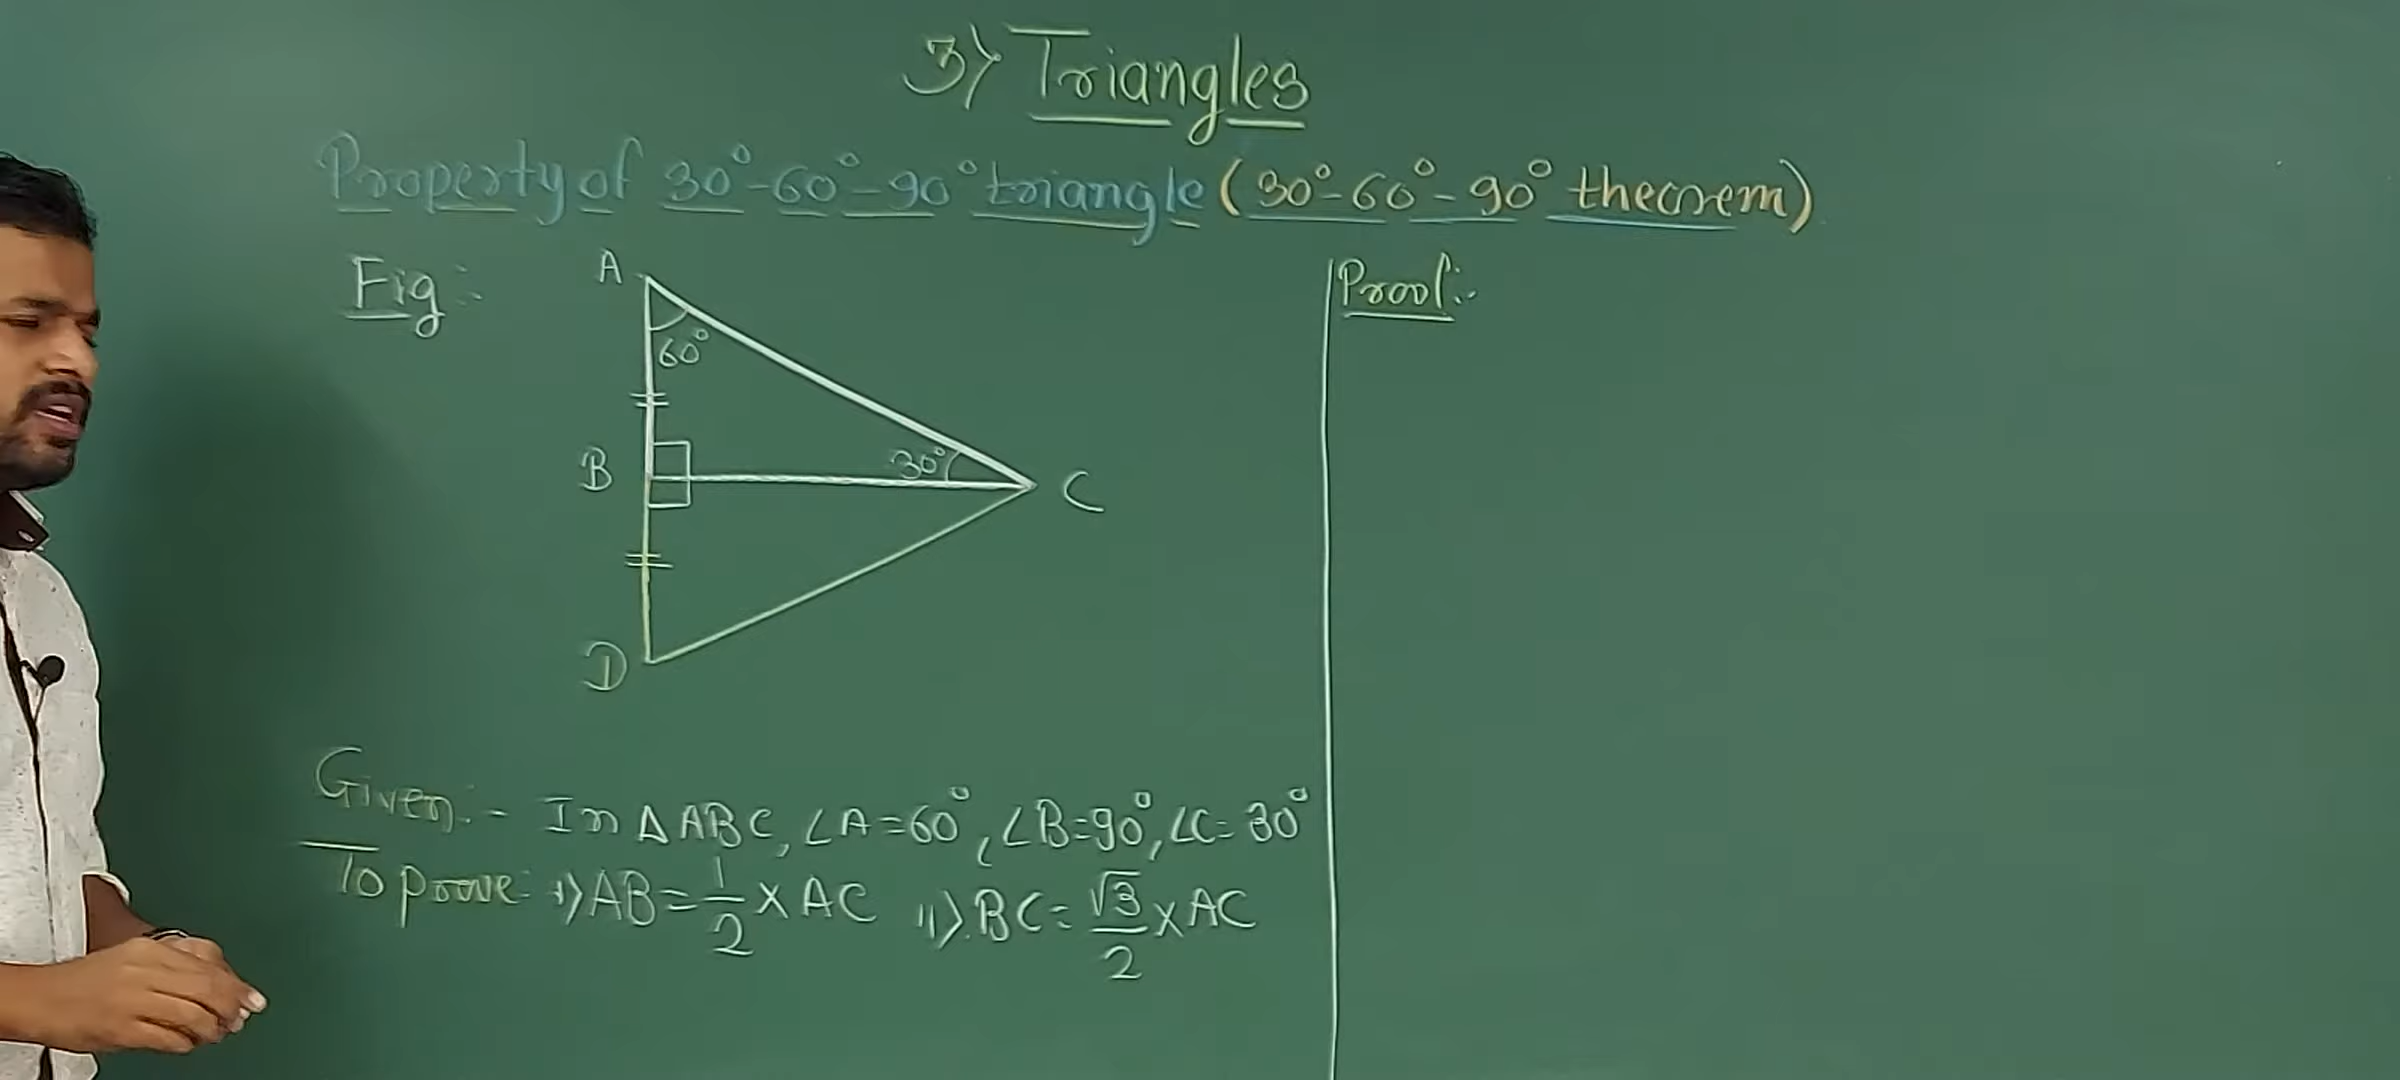 3) Triangles
Property of 30°-60°-90° triangle (30°-60°-90° theorem)
Fig:-
A
60°
B
30°
C
D
Given:- In △ABC, ∠A=60°, ∠B=90°, ∠C=30°
To prove: i) AB=1/2 × AC ii) BC=√3/2 × AC
Proof:-